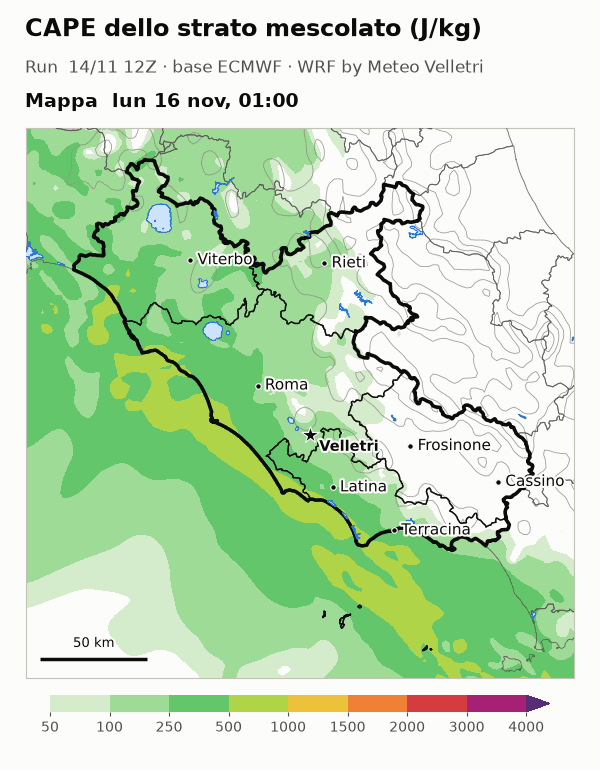 CAPE dello strato mescolato (J/kg)
Run  14/11 12Z · base ECMWF · WRF by Meteo Velletri
Mappa  lun 16 nov, 01:00
Viterbo
Rieti
Roma
Velletri
Frosinone
Cassino
Latina
Terracina
50 km
50 100 250 500 1000 1500 2000 3000 4000